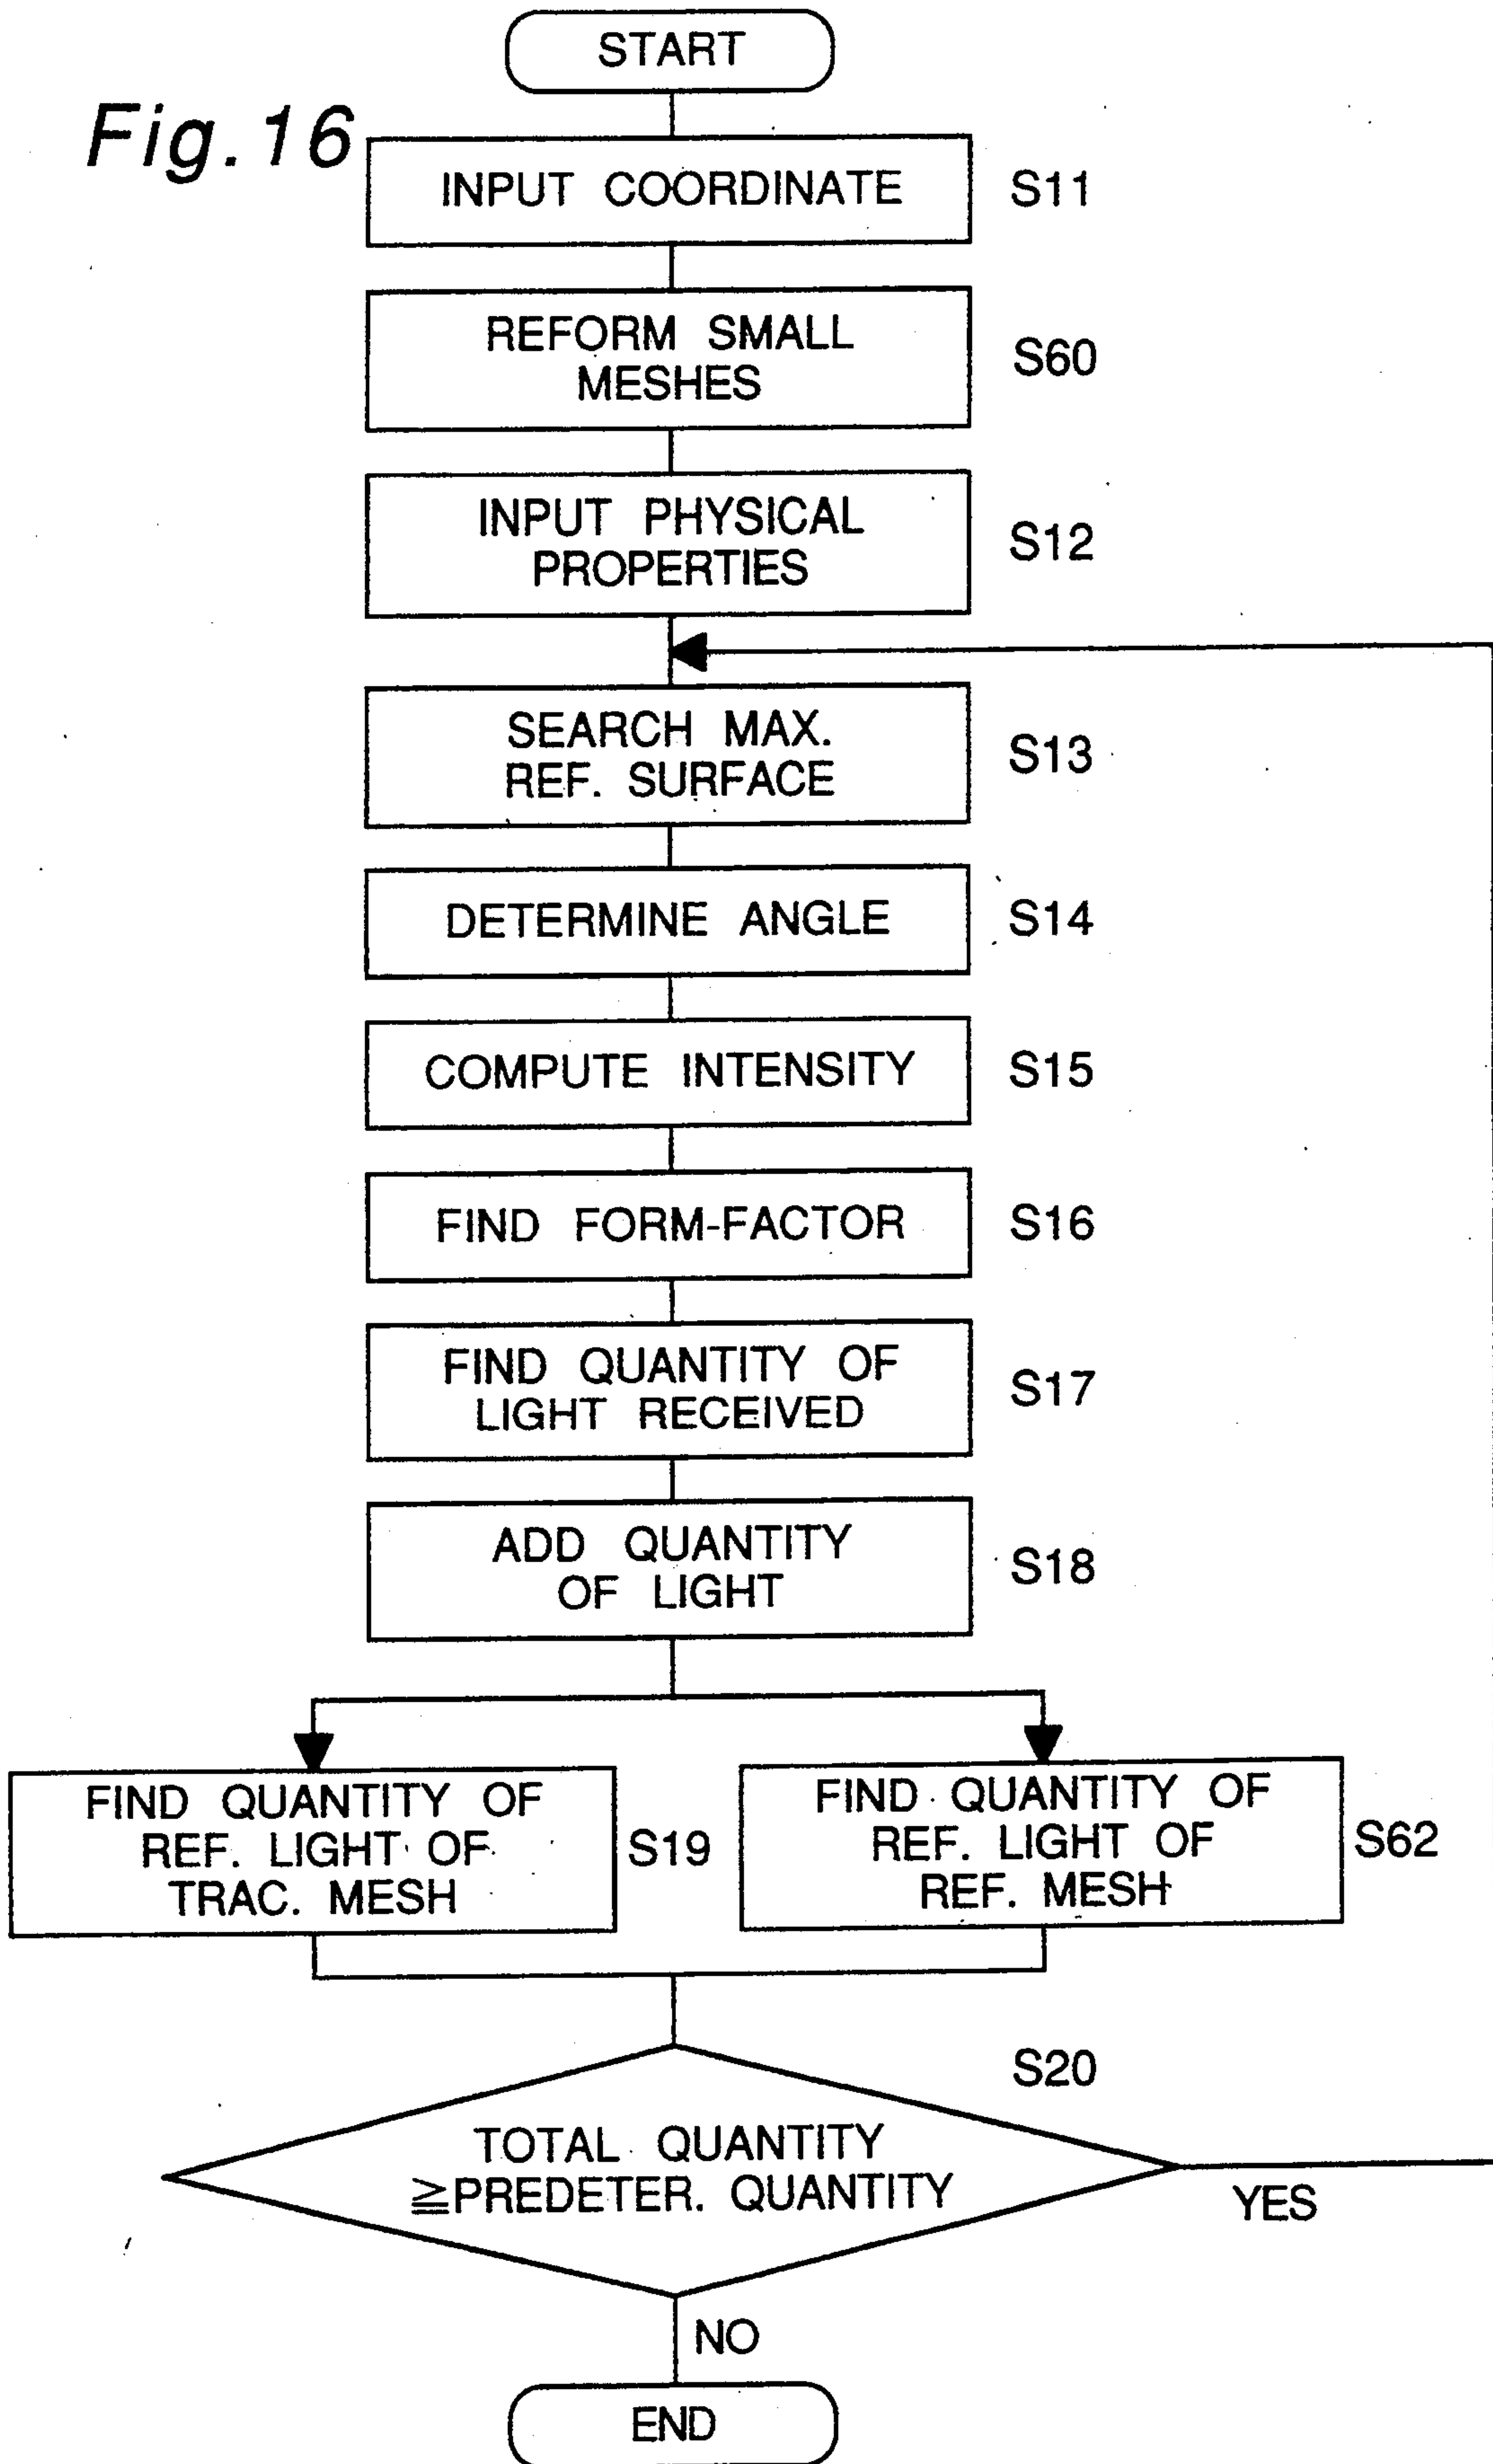 START
Fig.16
INPUT COORDINATE
S11
REFORM SMALL
MESHES
S60
INPUT PHYSICAL
PROPERTIES
S12
SEARCH MAX.
REF. SURFACE
S13
DETERMINE ANGLE
S14
COMPUTE INTENSITY
S15
FIND FORM-FACTOR
S16
FIND QUANTITY OF
LIGHT RECEIVED
S17
ADD QUANTITY
OF LIGHT
S18
FIND QUANTITY OF
REF. LIGHT OF
TRAC. MESH
S19
FIND QUANTITY OF
REF. LIGHT OF
REF. MESH
S62
S20
TOTAL QUANTITY
≧PREDETER. QUANTITY
YES
NO
END